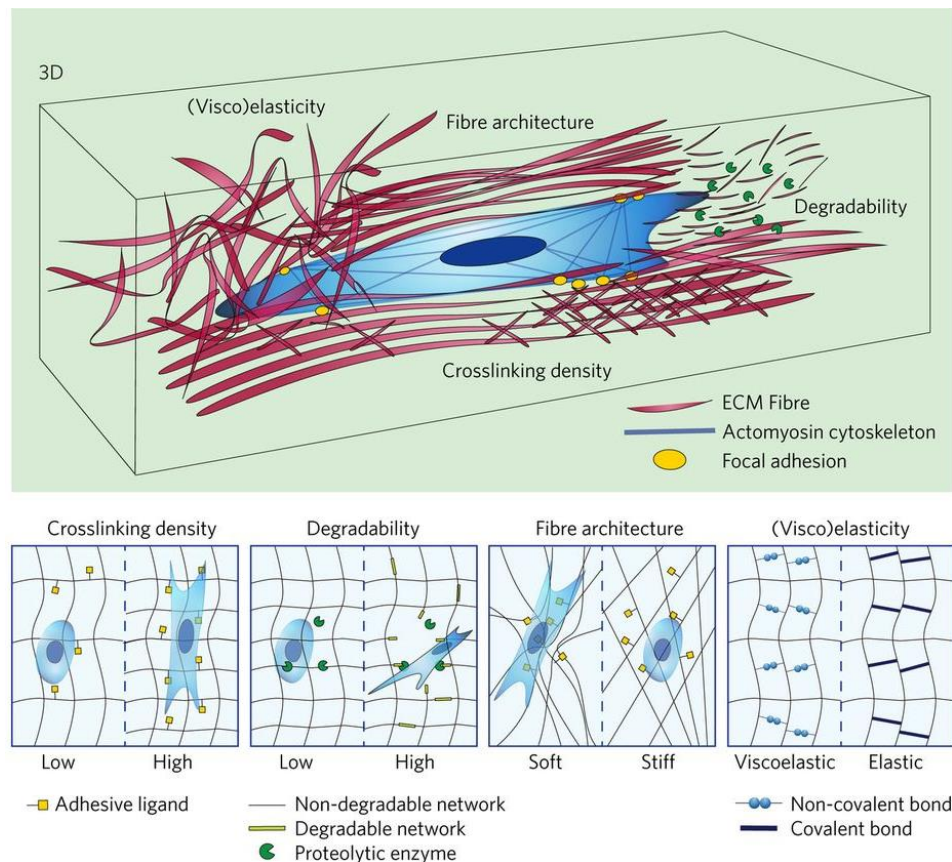 3D
(Visco)elasticity
Fibre architecture
Degradability
Crosslinking density
ECM Fibre
Actomyosin cytoskeleton
Focal adhesion
Crosslinking density
Degradability
Fibre architecture
(Visco)elasticity
Low
High
Low
High
Soft
Stiff
Viscoelastic
Elastic
Adhesive ligand
Non-degradable network
Degradable network
Proteolytic enzyme
Non-covalent bond
Covalent bond